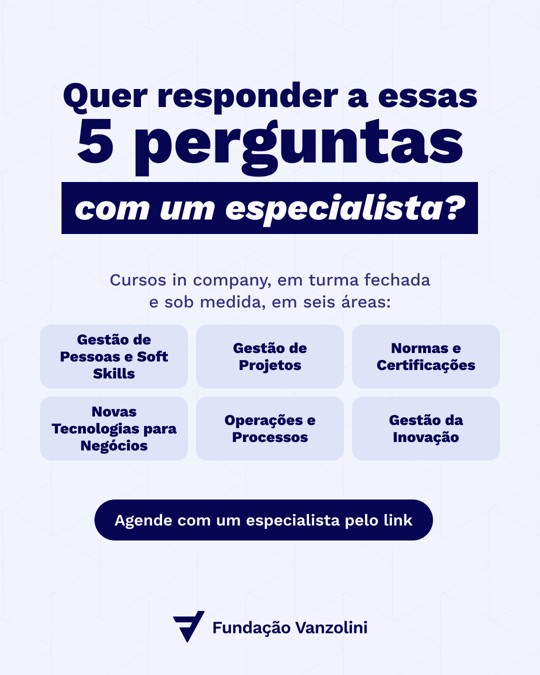 Quer responder a essas
5 perguntas
com um especialista?
Cursos in company, em turma fechada
e sob medida, em seis áreas:
Gestão de
Pessoas e Soft
Skills
Gestão de
Projetos
Normas e
Certificações
Novas
Tecnologias para
Negócios
Operações e
Processos
Gestão da
Inovação
Agende com um especialista pelo link
Fundação Vanzolini